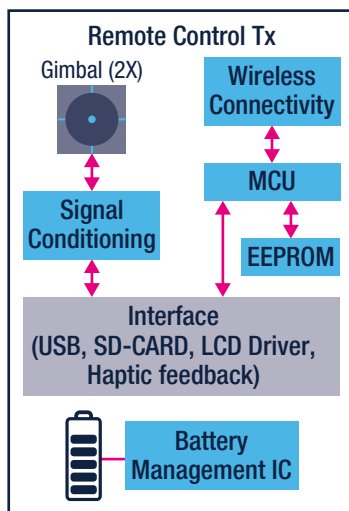 Remote Control Tx
Gimbal (2X)
Wireless
Connectivity
MCU
Signal
Conditioning
EEPROM
Interface
(USB, SD-CARD, LCD Driver,
Haptic feedback)
Battery
Management IC